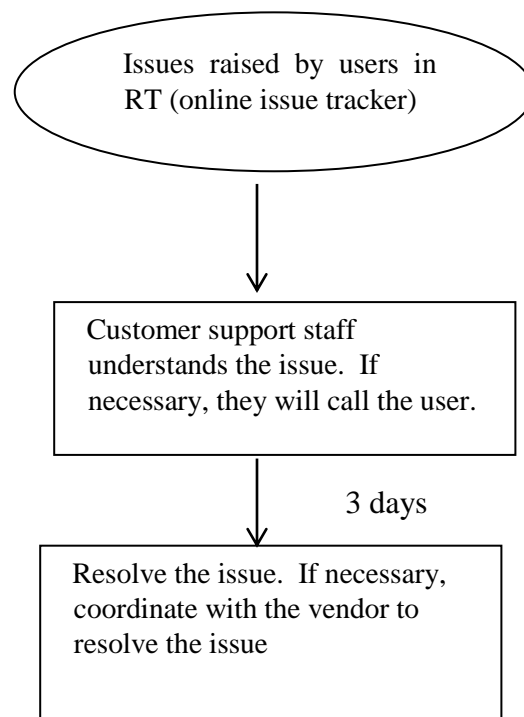 Issues raised by users in
RT (online issue tracker)
Customer support staff
understands the issue. If
necessary, they will call the user.
3 days
Resolve the issue. If necessary,
coordinate with the vendor to
resolve the issue